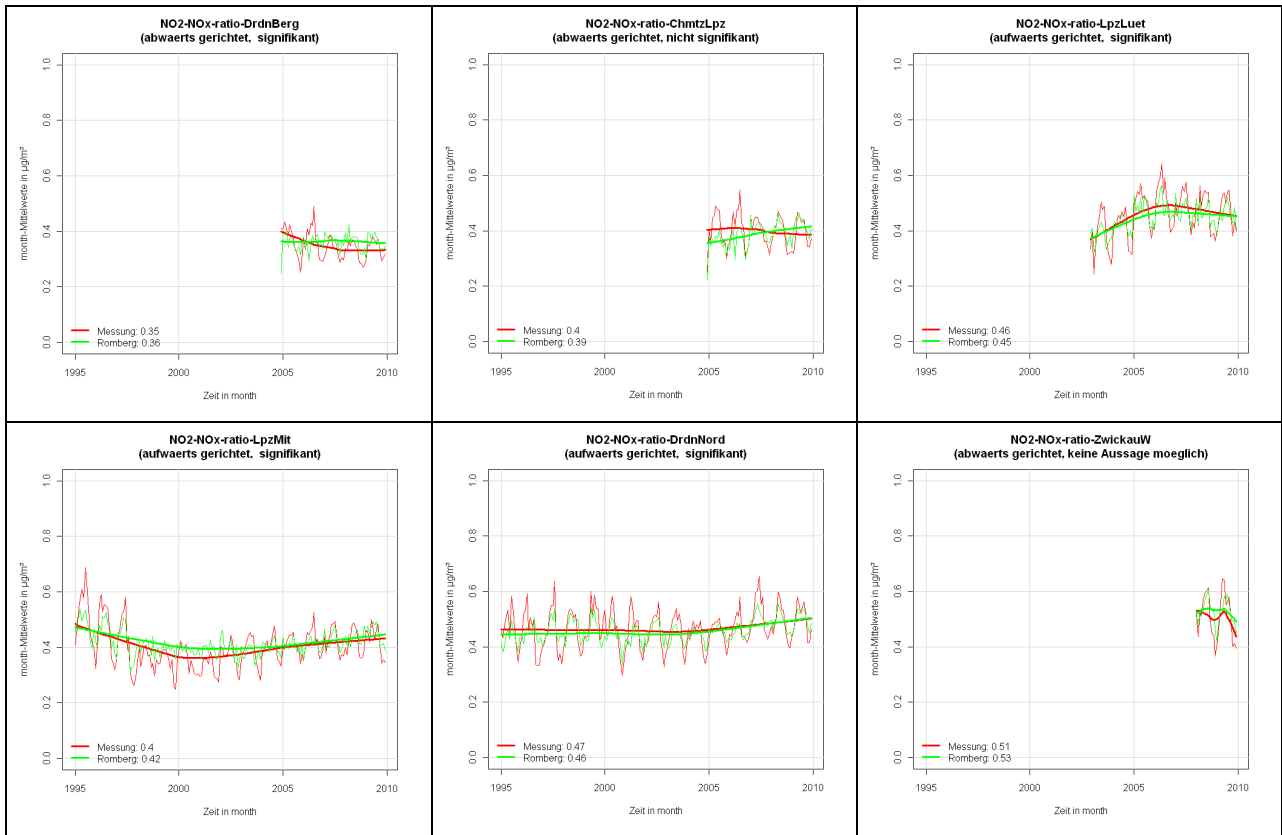 NO2-NOx-ratio-DrdnBerg
(abwaerts gerichtet, signifikant)
month-Mittelwerte in µg/m³
1.0
0.8
0.6
0.4
0.2
0.0
Messung: 0.35
Romberg: 0.36
1995 2000 2005 2010
Zeit in month
NO2-NOx-ratio-ChmtzLpz
(abwaerts gerichtet, nicht signifikant)
month-Mittelwerte in µg/m³
1.0
0.8
0.6
0.4
0.2
0.0
Messung: 0.4
Romberg: 0.39
1995 2000 2005 2010
Zeit in month
NO2-NOx-ratio-LpzLuet
(aufwaerts gerichtet, signifikant)
month-Mittelwerte in µg/m³
1.0
0.8
0.6
0.4
0.2
0.0
Messung: 0.46
Romberg: 0.45
1995 2000 2005 2010
Zeit in month
NO2-NOx-ratio-LpzMit
(aufwaerts gerichtet, signifikant)
month-Mittelwerte in µg/m³
1.0
0.8
0.6
0.4
0.2
0.0
Messung: 0.4
Romberg: 0.42
1995 2000 2005 2010
Zeit in month
NO2-NOx-ratio-DrdnNord
(aufwaerts gerichtet, signifikant)
month-Mittelwerte in µg/m³
1.0
0.8
0.6
0.4
0.2
0.0
Messung: 0.47
Romberg: 0.46
1995 2000 2005 2010
Zeit in month
NO2-NOx-ratio-ZwickauW
(abwaerts gerichtet, keine Aussage moeglich)
month-Mittelwerte in µg/m³
1.0
0.8
0.6
0.4
0.2
0.0
Messung: 0.51
Romberg: 0.53
1995 2000 2005 2010
Zeit in month